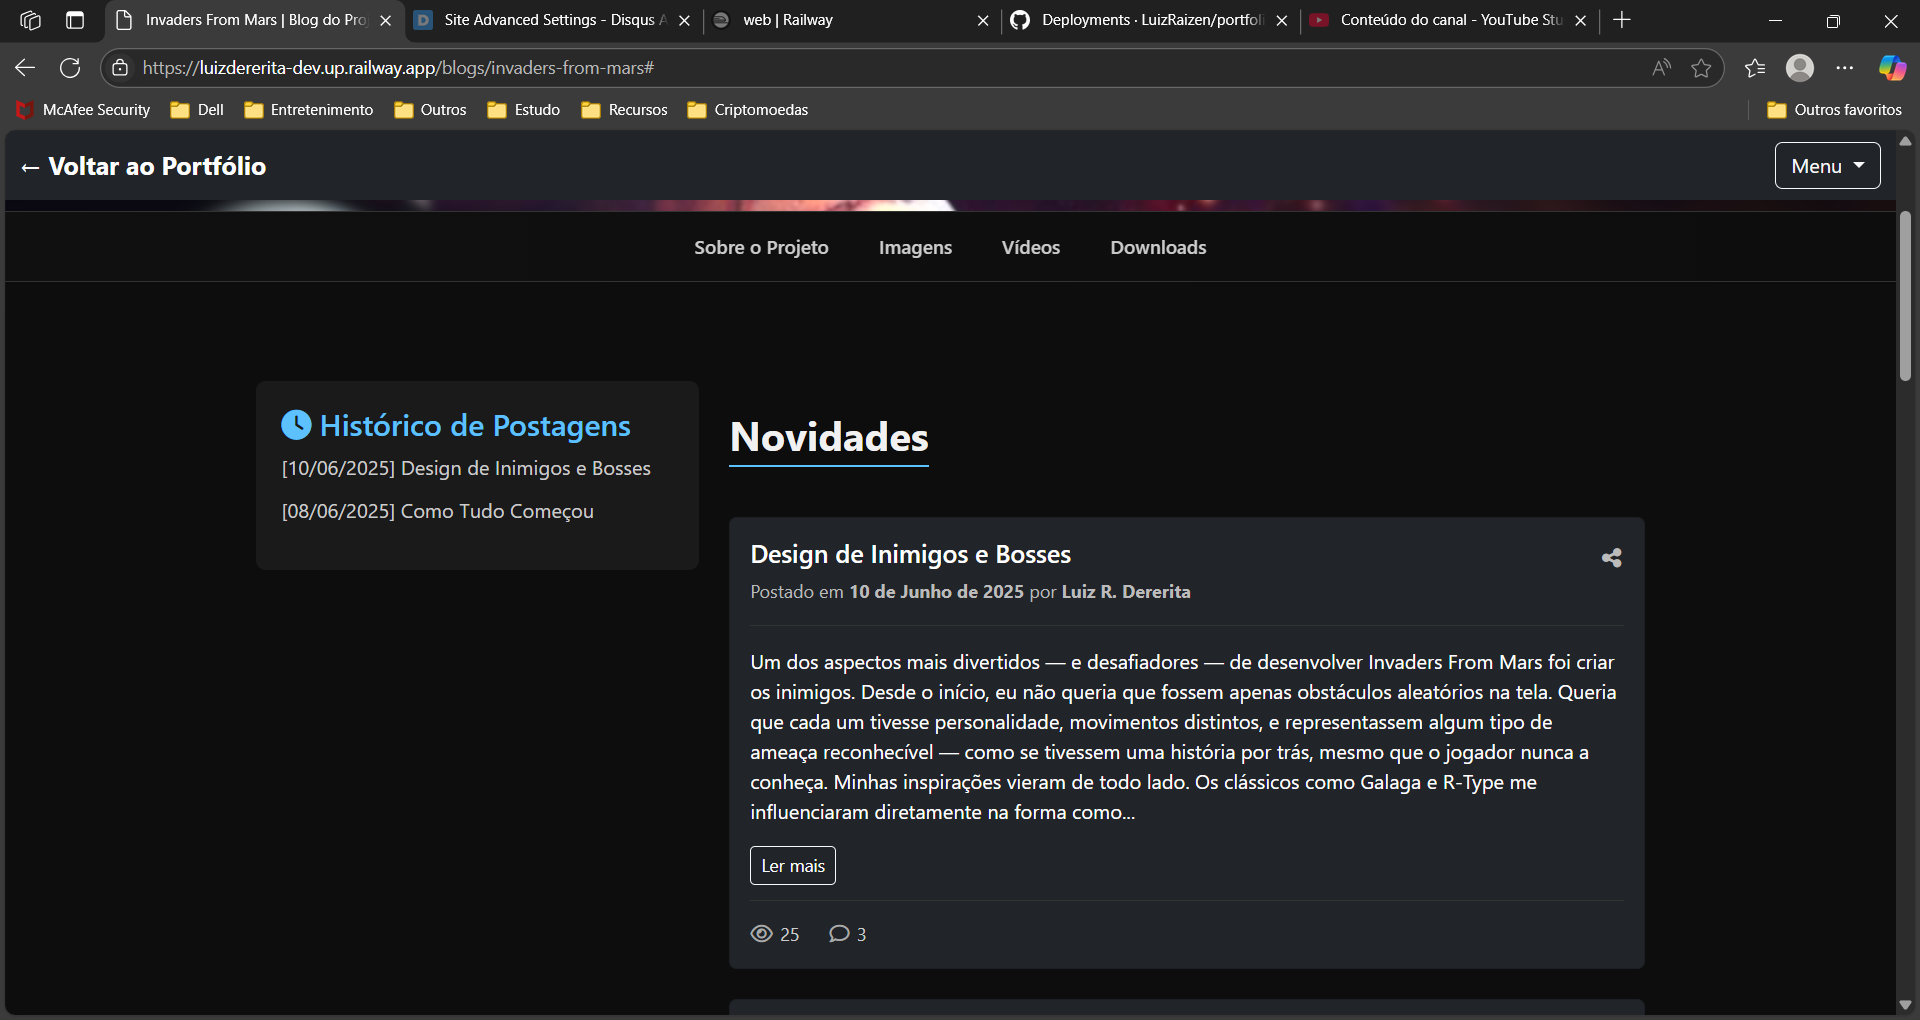 Invaders From Mars | Blog do Pro
Site Advanced Settings - Disqus A
web | Railway
Deployments · LuizRaizen/portfoli
Conteúdo do canal - YouTube Stu
https://luizdererita-dev.up.railway.app/blogs/invaders-from-mars#
McAfee Security
Dell
Entretenimento
Outros
Estudo
Recursos
Criptomoedas
Outros favoritos
← Voltar ao Portfólio
Menu
Sobre o Projeto
Imagens
Vídeos
Downloads
Histórico de Postagens
[10/06/2025] Design de Inimigos e Bosses
[08/06/2025] Como Tudo Começou
Novidades
Design de Inimigos e Bosses
Postado em 10 de Junho de 2025 por Luiz R. Dererita
Um dos aspectos mais divertidos — e desafiadores — de desenvolver Invaders From Mars foi criar
os inimigos. Desde o início, eu não queria que fossem apenas obstáculos aleatórios na tela. Queria
que cada um tivesse personalidade, movimentos distintos, e representassem algum tipo de
ameaça reconhecível — como se tivessem uma história por trás, mesmo que o jogador nunca a
conheça. Minhas inspirações vieram de todo lado. Os clássicos como Galaga e R-Type me
influenciaram diretamente na forma como...
Ler mais
25
3